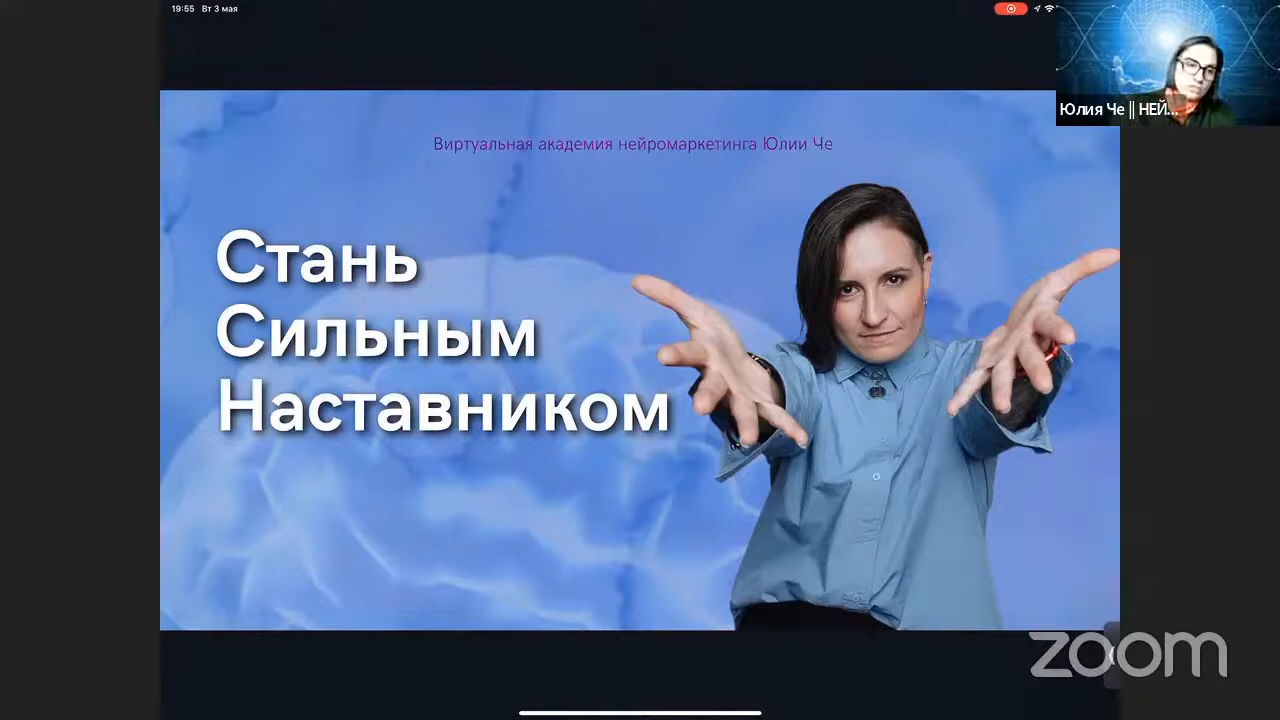 19:55 Вт 3 мая
Юлия Че || НЕЙ...
Виртуальная академия нейромаркетинга Юлии Че
Стань
Сильным
Наставником
zoom